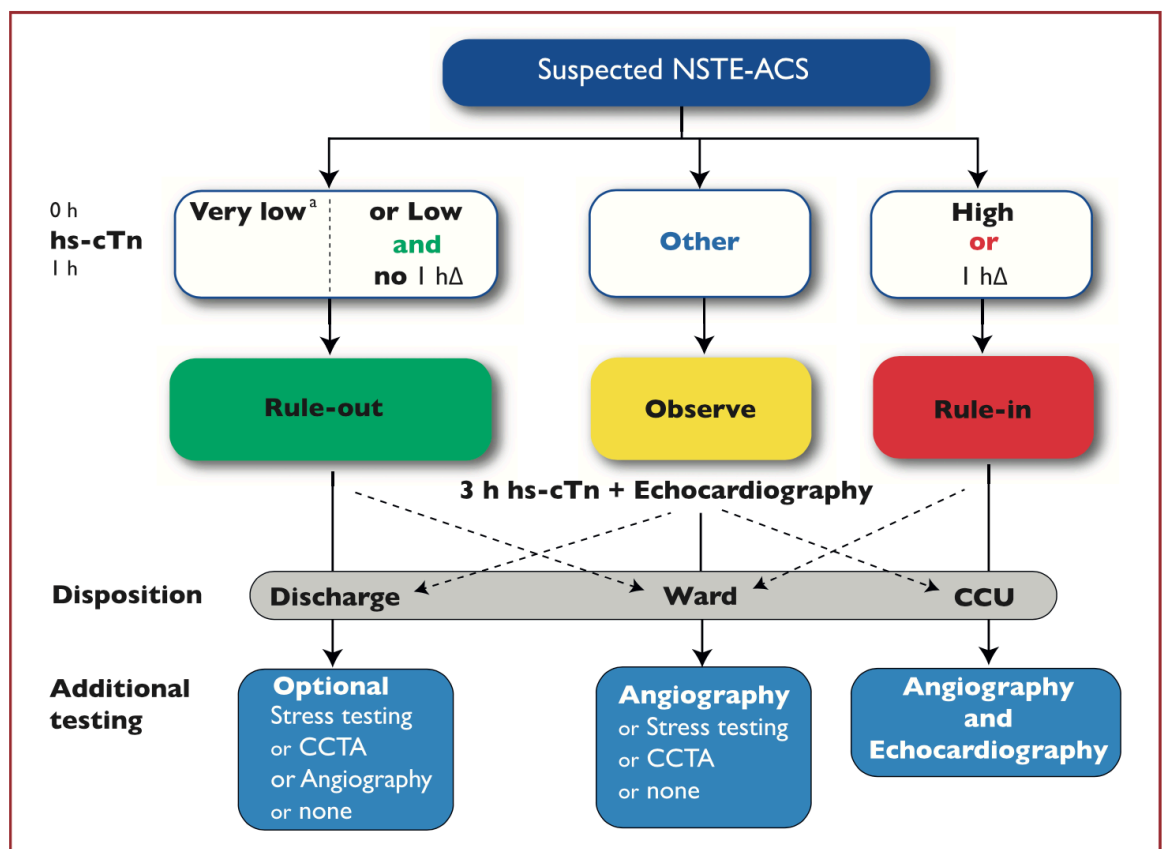 Suspected NSTE-ACS
0 h
hs-cTn
1 h
Very low a
or Low
and
no 1 hΔ
Other
High
or
1 hΔ
Rule-out
Observe
Rule-in
3 h hs-cTn + Echocardiography
Disposition
Discharge
Ward
CCU
Additional
testing
Optional
Stress testing
or CCTA
or Angiography
or none
Angiography
or Stress testing
or CCTA
or none
Angiography
and
Echocardiography